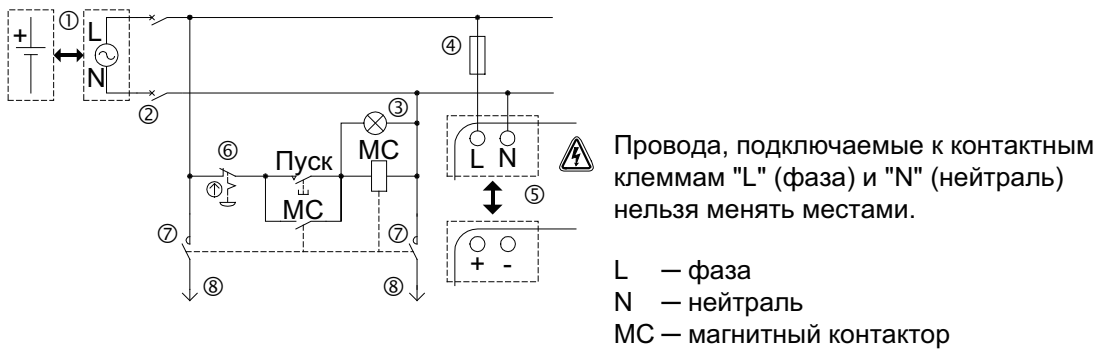 ①
+
L
N
②
④
③
⑥
Пуск
МС
МС
L N
⑤
⑦
⑦
+ -
⑧
⑧
Провода, подключаемые к контактным
клеммам "L" (фаза) и "N" (нейтраль)
нельзя менять местами.
L — фаза
N — нейтраль
МС — магнитный контактор